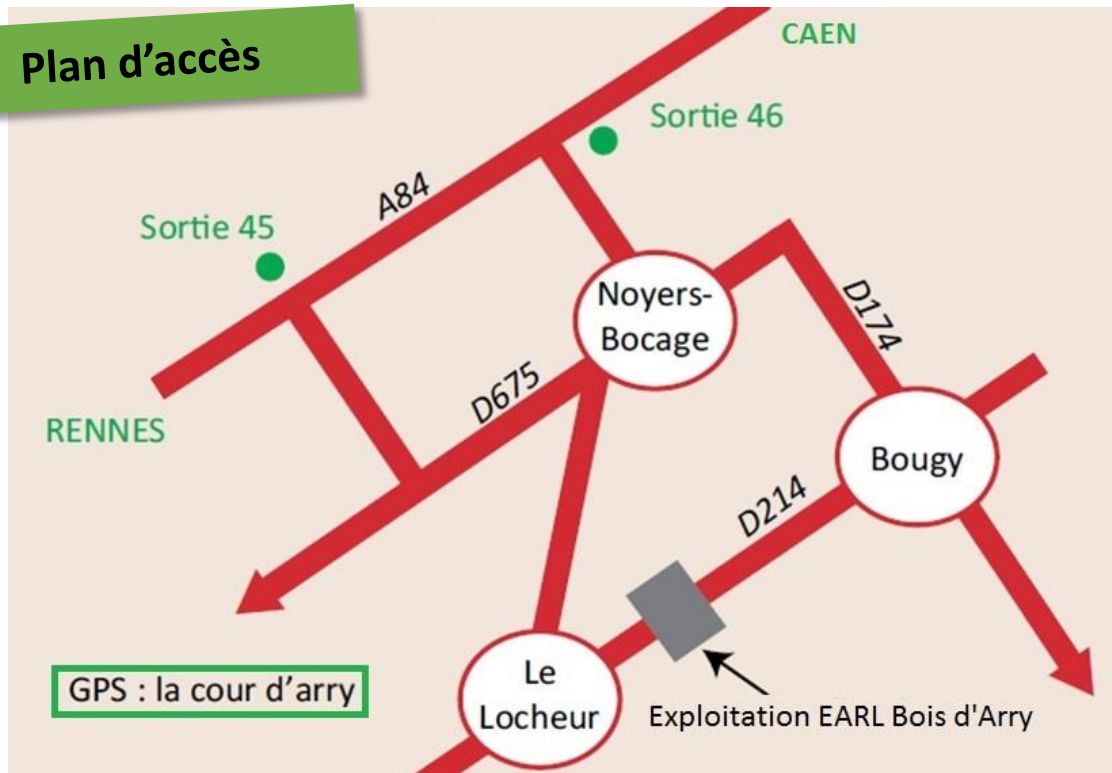 Plan d'accès
CAEN
Sortie 46
A84
Sortie 45
Noyers-
Bocage
D174
D675
RENNES
Bougy
D214
Le
Locheur
GPS : la cour d'arry
Exploitation EARL Bois d'Arry